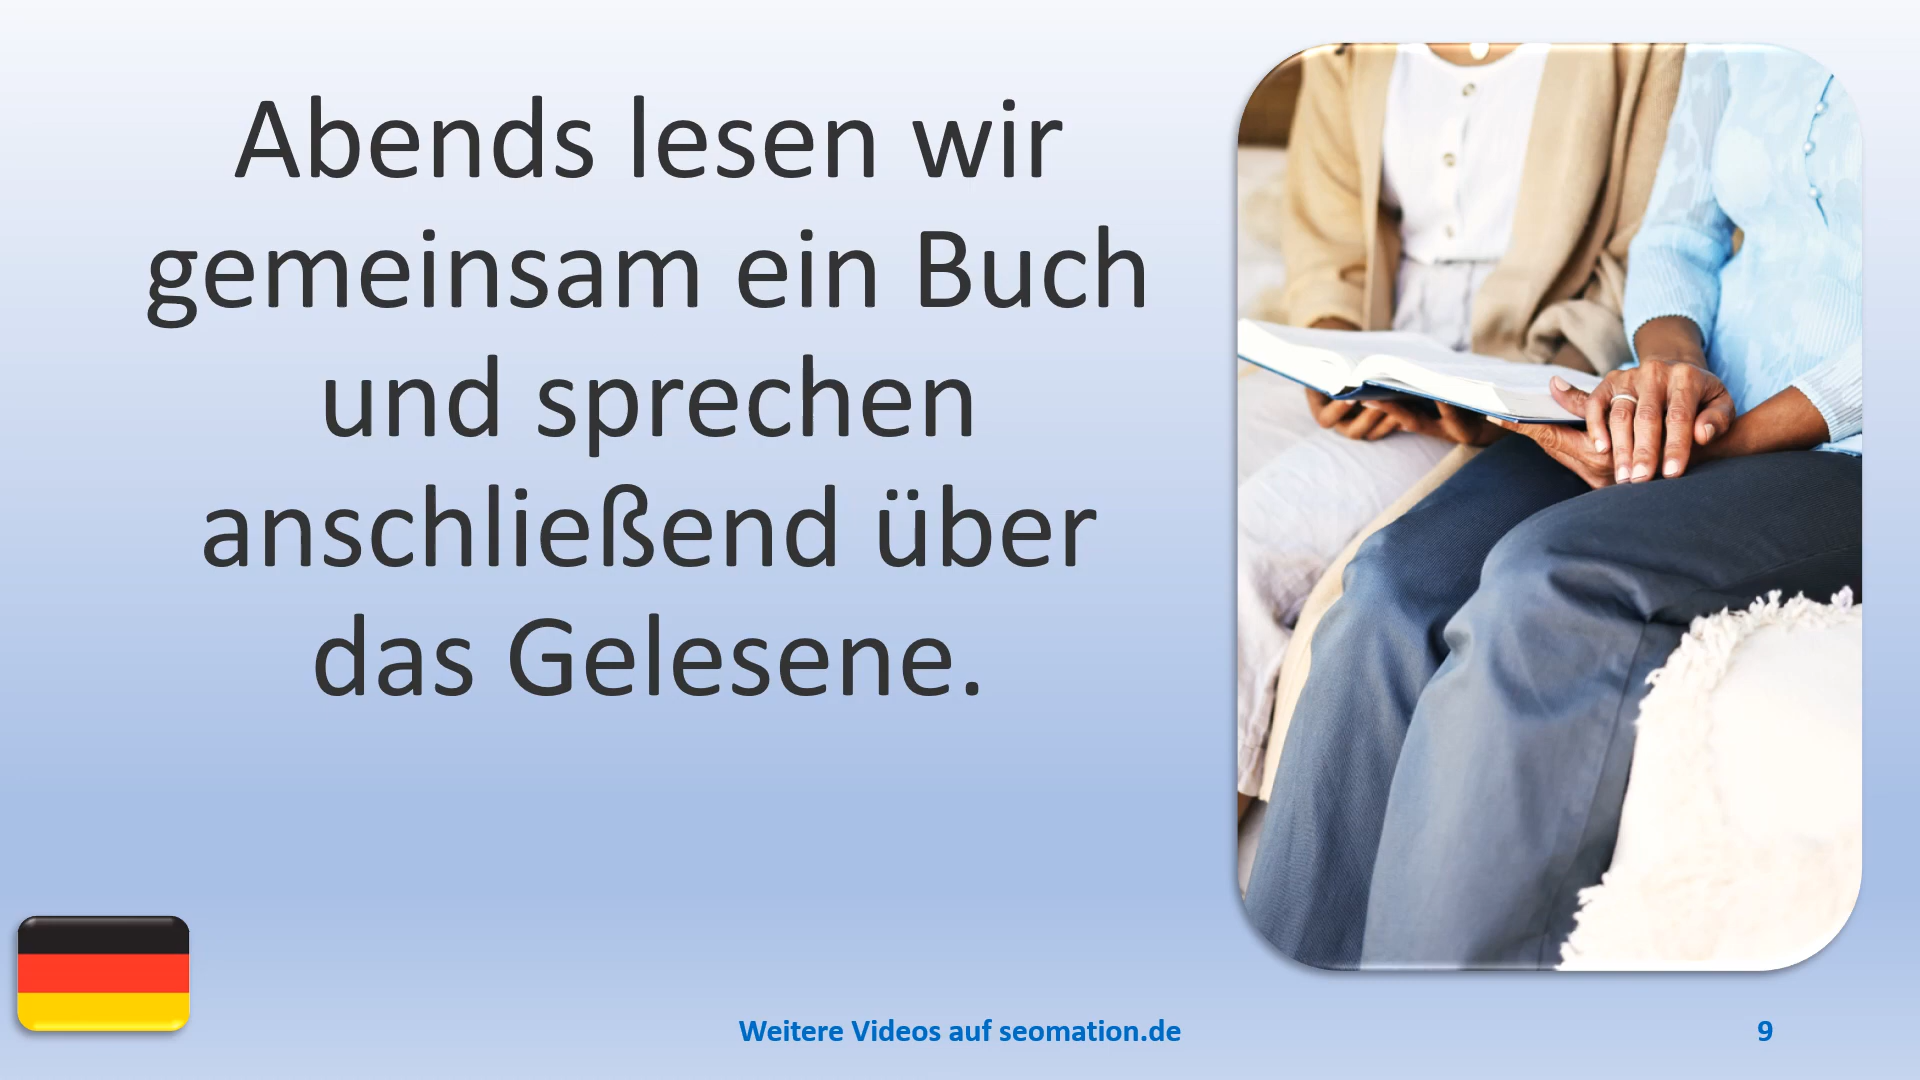 Abends lesen wir
gemeinsam ein Buch
und sprechen
anschließend über
das Gelesene.
Weitere Videos auf seomation.de
9